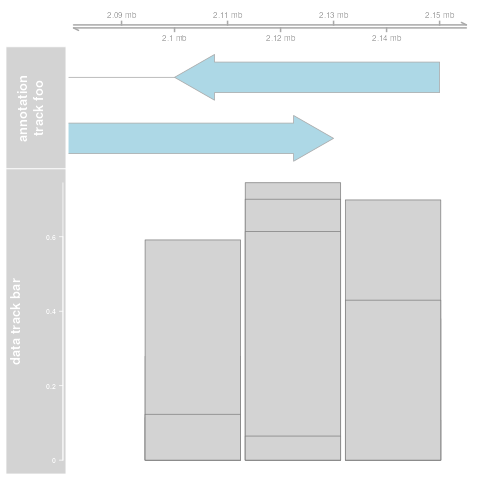 2.09 mb 2.11 mb 2.13 mb 2.15 mb
2.1 mb 2.12 mb 2.14 mb
annotation
track foo
data track bar
0.6
0.4
0.2
0